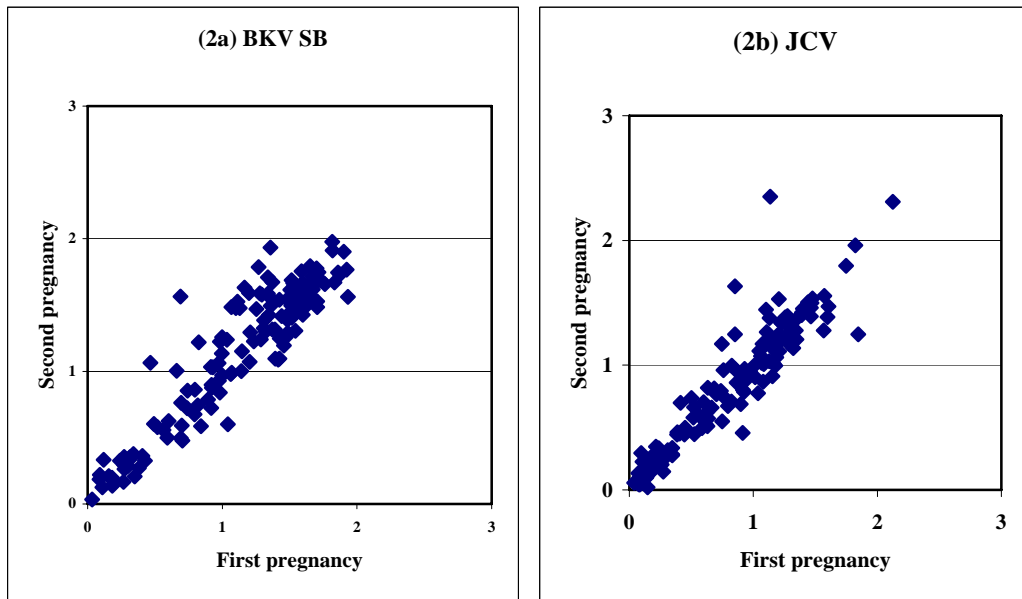 (2a) BKV SB
3
2
1
0
0 1 2 3
Second pregnancy
First pregnancy
(2b) JCV
3
2
1
0
0 1 2 3
Second pregnancy
First pregnancy